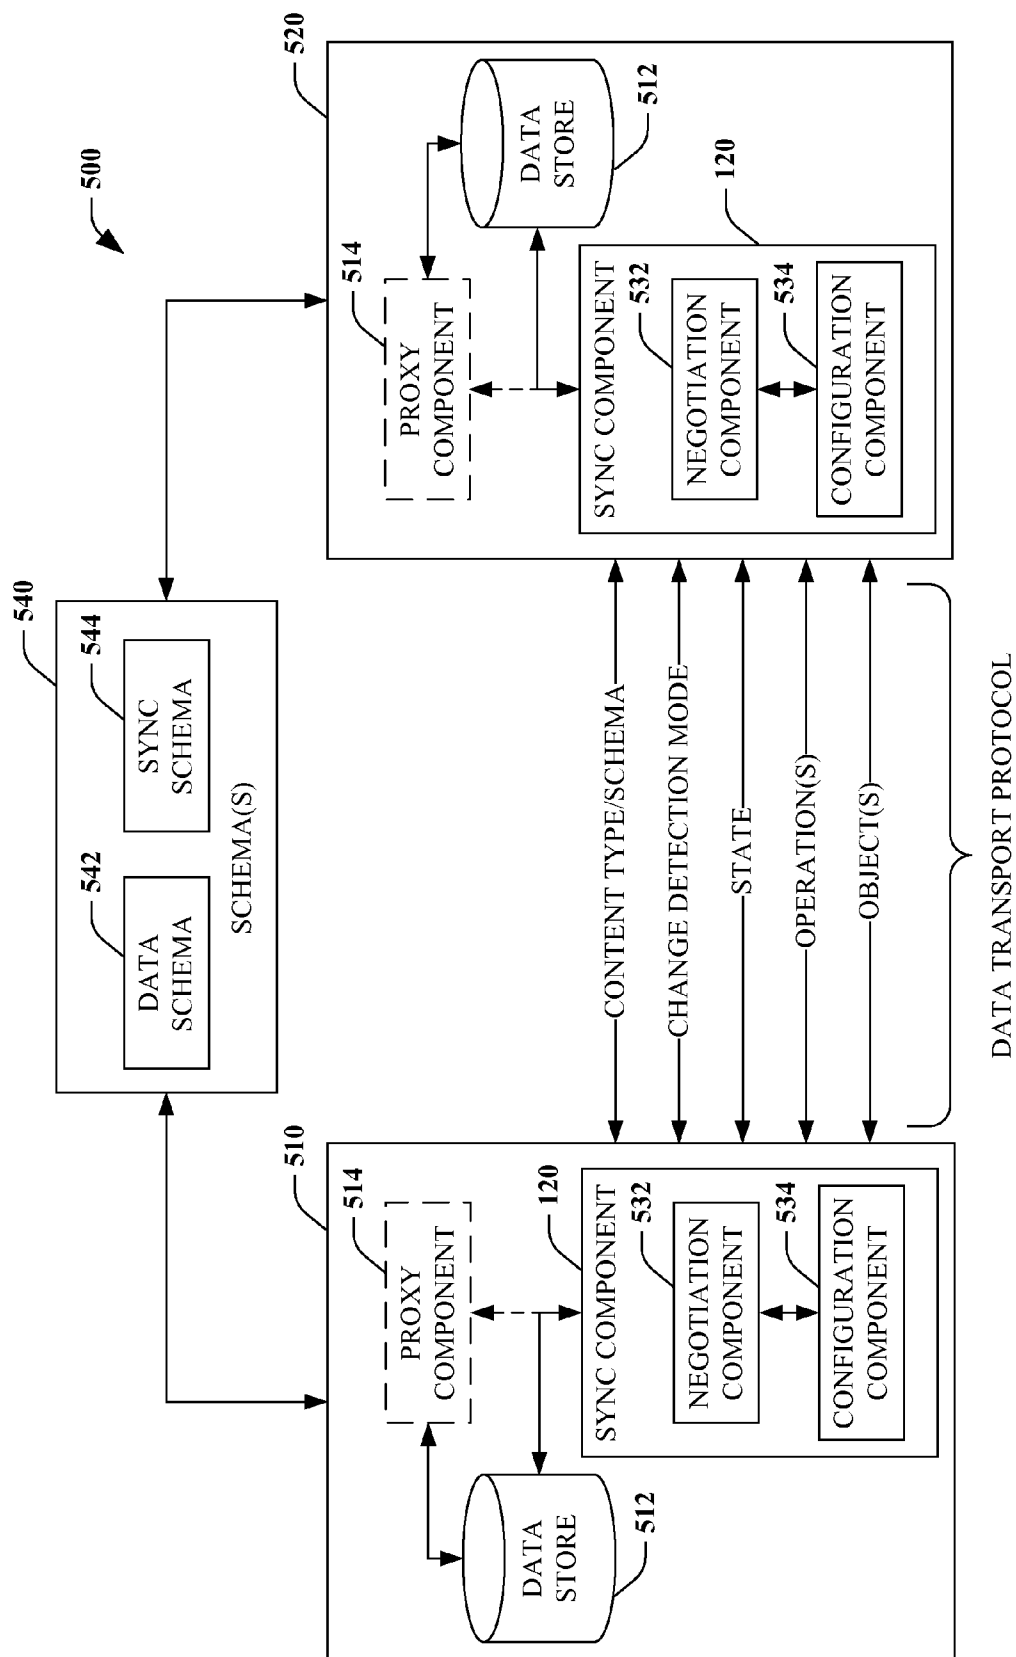 500
540
542
DATA
SCHEMA
544
SYNC
SCHEMA
SCHEMA(S)
510
514
PROXY
COMPONENT
DATA
STORE
512
120
SYNC COMPONENT
532
NEGOTIATION
COMPONENT
534
CONFIGURATION
COMPONENT
CONTENT TYPE/SCHEMA
CHANGE DETECTION MODE
STATE
OPERATION(S)
OBJECT(S)
DATA TRANSPORT PROTOCOL
520
514
PROXY
COMPONENT
DATA
STORE
512
120
SYNC COMPONENT
532
NEGOTIATION
COMPONENT
534
CONFIGURATION
COMPONENT